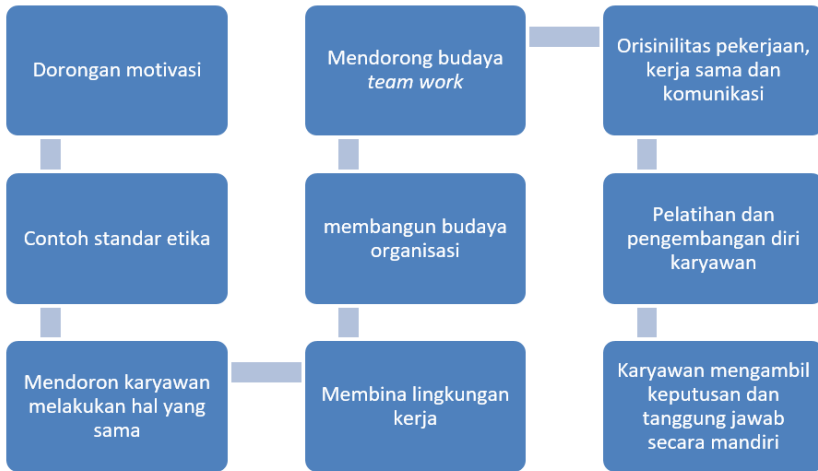 Dorongan motivasi
Contoh standar etika
Mendoron karyawan
melakukan hal yang
sama
Membina lingkungan
kerja
membangun budaya
organisasi
Mendorong budaya
team work
Orisinilitas pekerjaan,
kerja sama dan
komunikasi
Pelatihan dan
pengembangan diri
karyawan
Karyawan mengambil
keputusan dan
tanggung jawab
secara mandiri